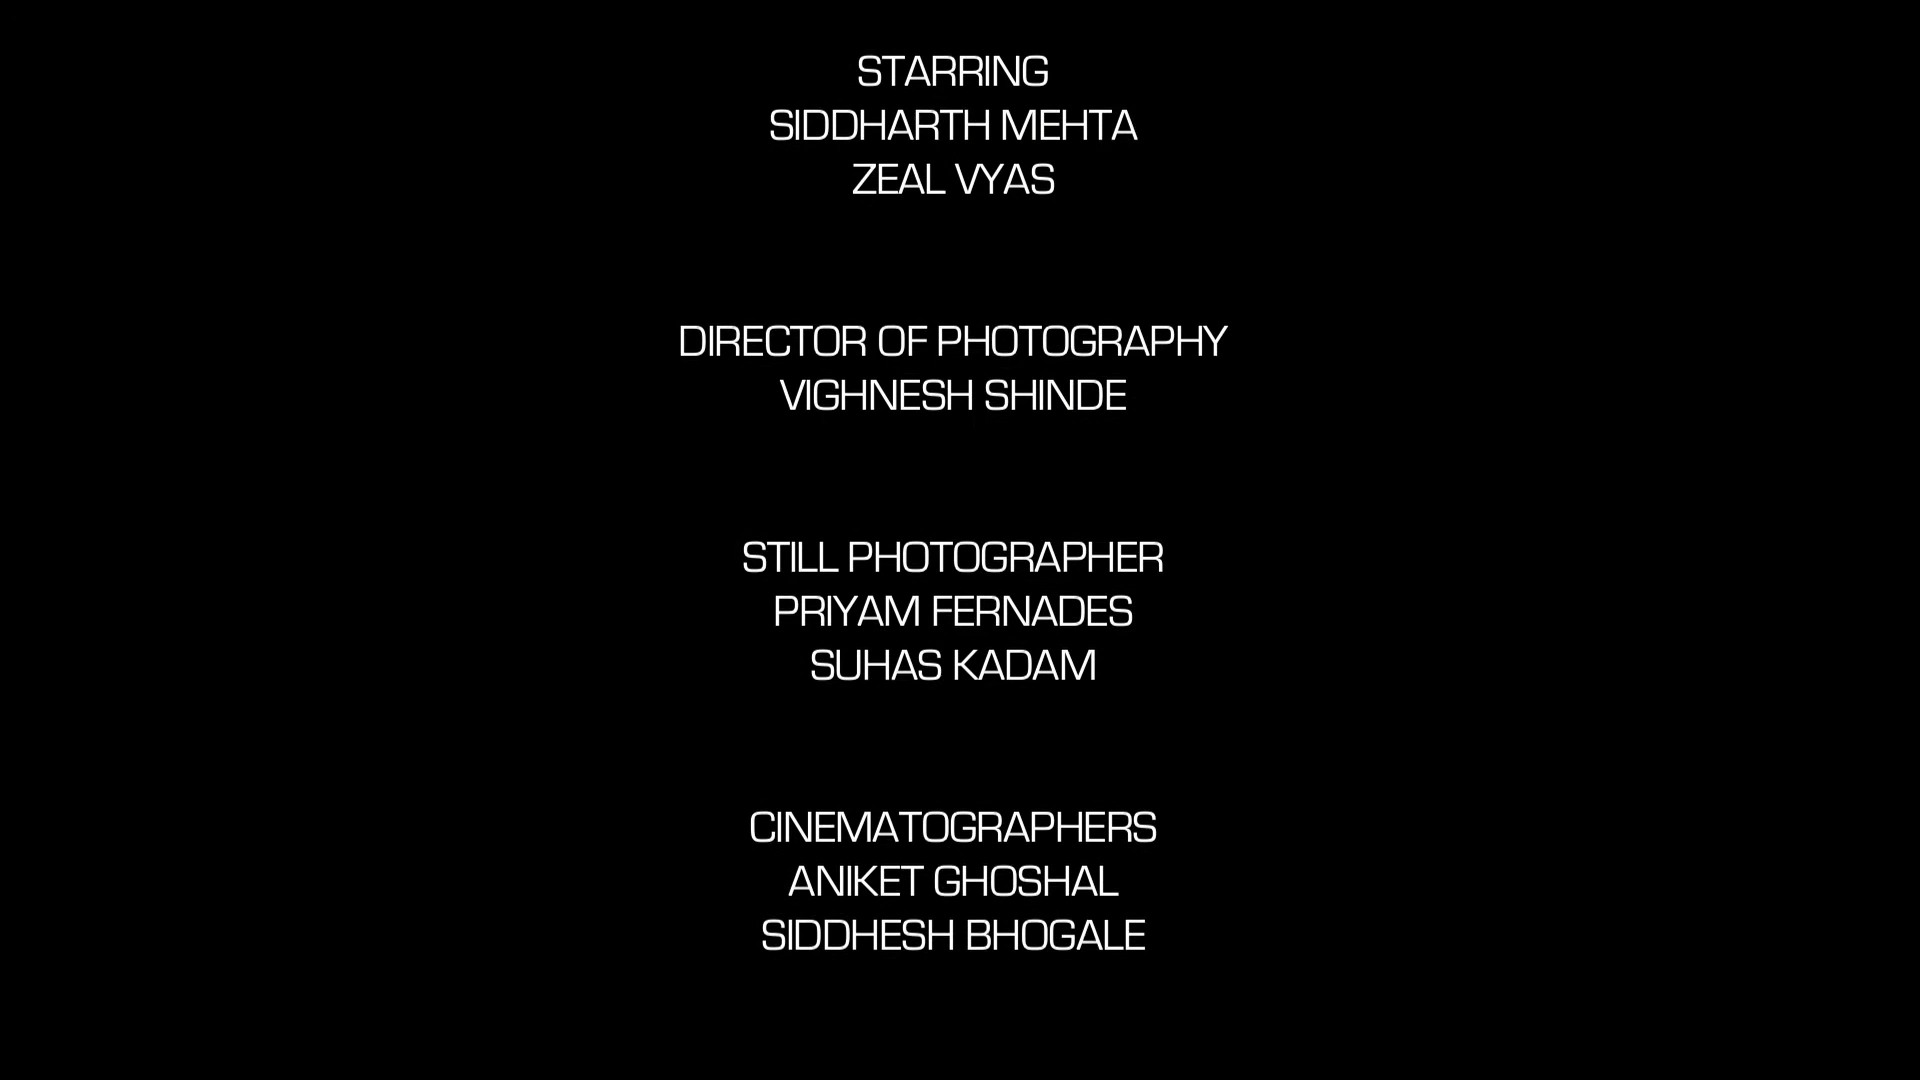 STARRING
SIDDHARTH MEHTA
ZEAL VYAS
DIRECTOR OF PHOTOGRAPHY
VIGHNESH SHINDE
STILL PHOTOGRAPHER
PRIYAM FERNADES
SUHAS KADAM
CINEMATOGRAPHERS
ANIKET GHOSHAL
SIDDHESH BHOGALE